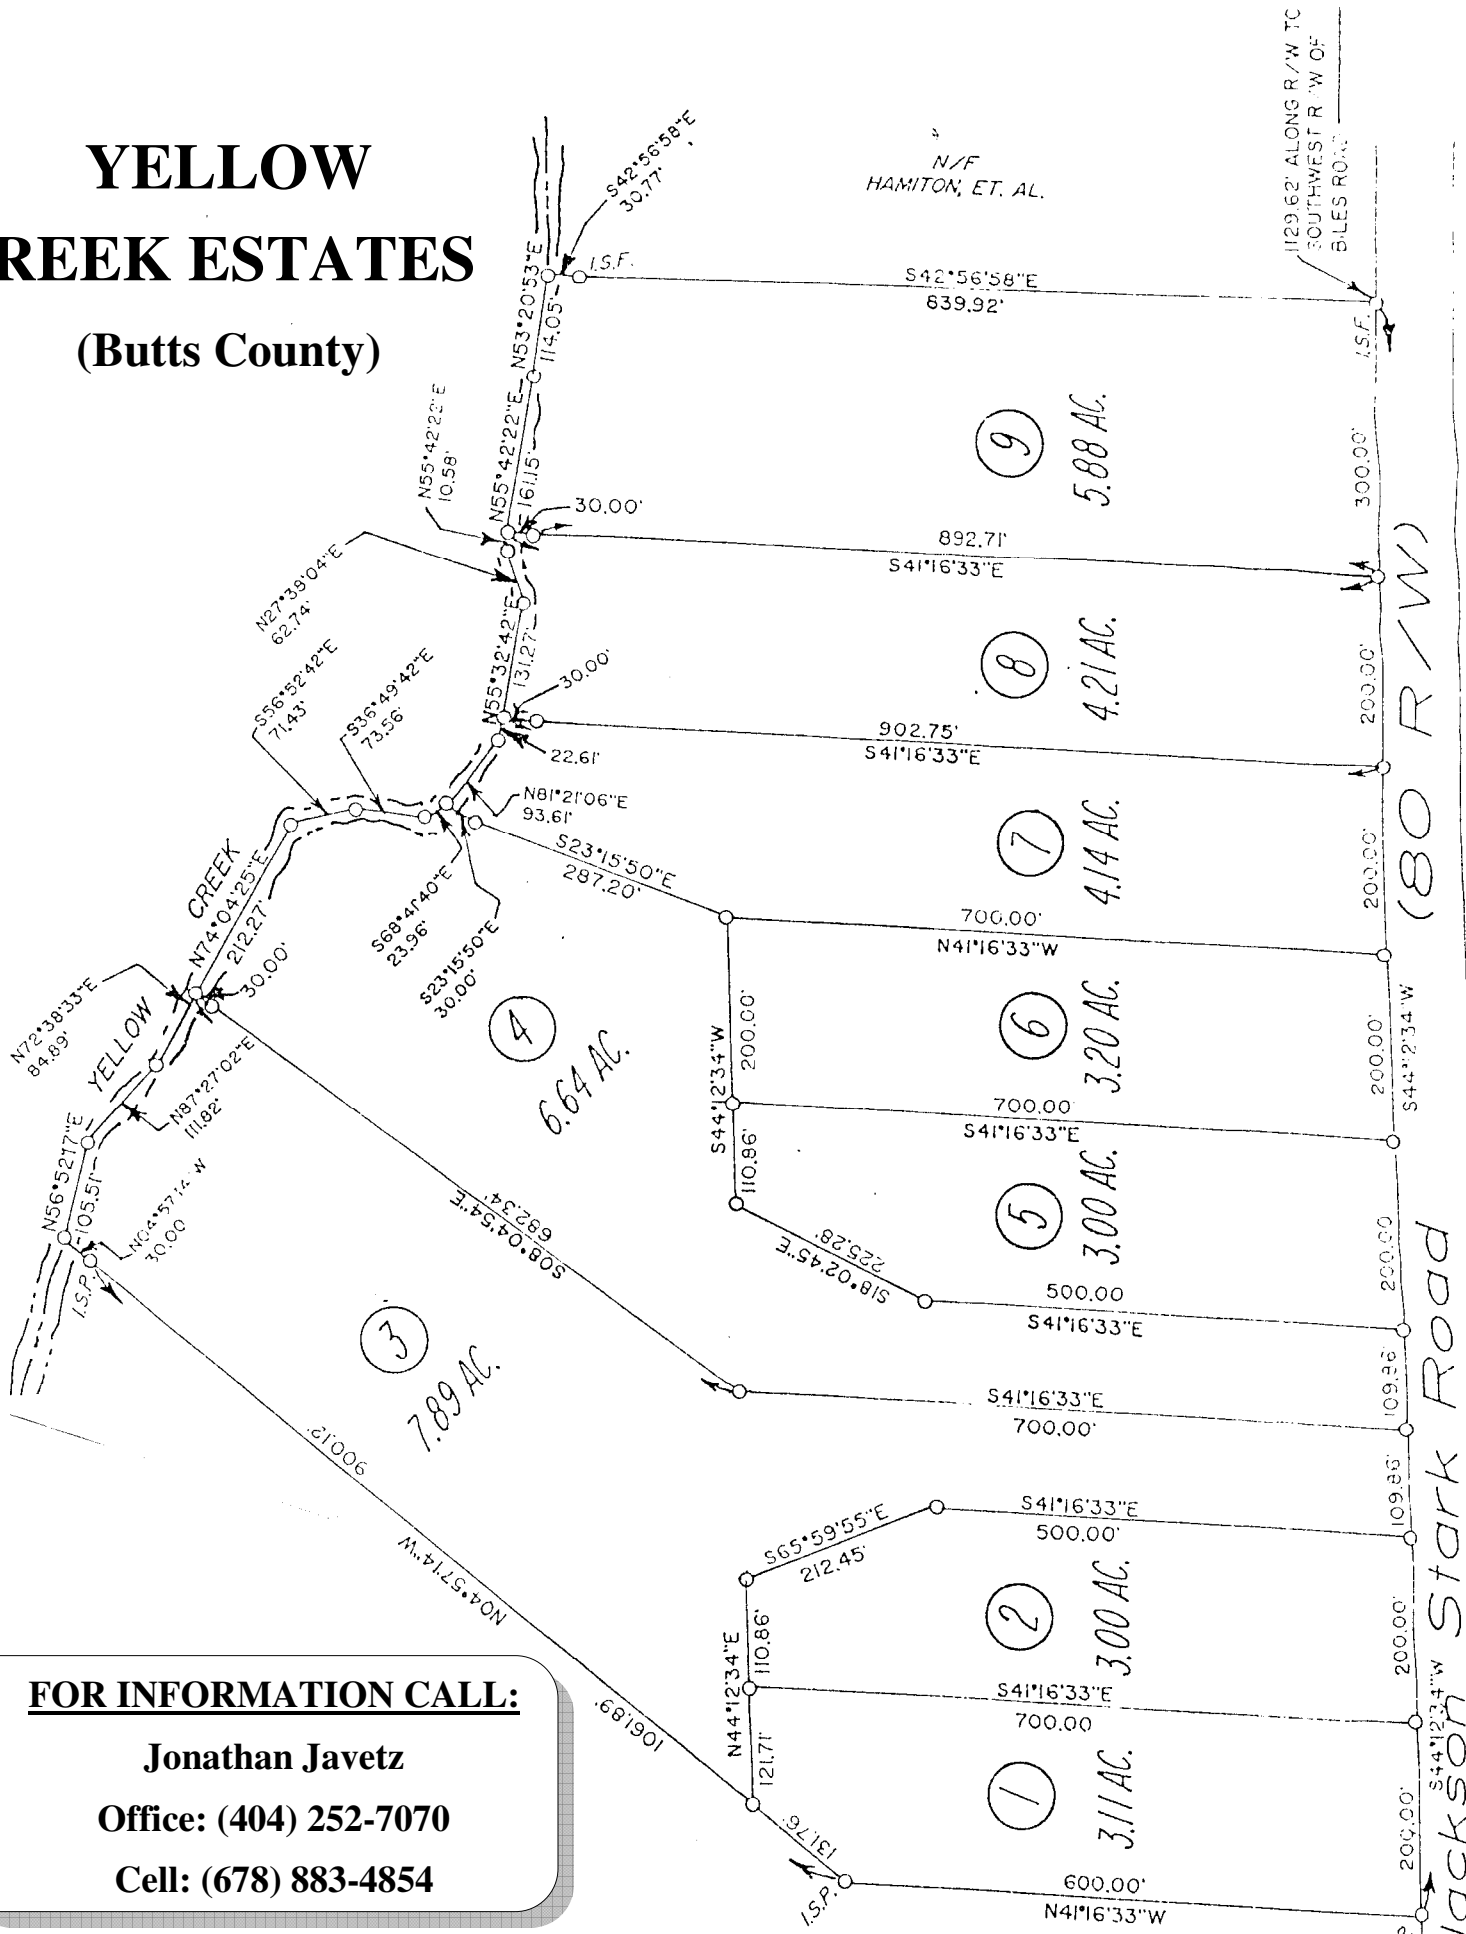 YELLOW
REEK ESTATES
(Butts County)
N/F
HAMITON, ET. AL.
1129.62' ALONG R/W TO
SOUTHWEST R/W OF
S42°56'58"E
30.77'
I.S.F.
S42°56'58"E
839.92'
I.S.F.
N53°20'53"E
114.05'
N55°42'22"E
161.15'
N55°42'22"E
10.58'
30.00'
9
5.88 AC.
300.00'
892.71'
S41°16'33"E
N27°38'04"E
62.74'
N55°32'42"E
131.27'
30.00'
8
4.21 AC.
200.00'
902.75'
S41°16'33"E
22.61'
S56°52'42"E
71.43'
S36°49'42"E
73.56'
N81°21'06"E
93.61'
S23°15'50"E
287.20'
7
4.14 AC.
200.00'
700.00'
N41°16'33"W
YELLOW CREEK
N74°04'25"E
212.27'
30.00'
S68°41'40"E
23.96'
S23°15'50"E
30.00'
N72°38'33"E
84.89'
N87°27'02"E
111.82'
4
6.64 AC.
S44°12'34"W
200.00'
6
3.20 AC.
200.00'
S44°12'34"W
700.00'
S41°16'33"E
110.86'
N56°52'17"E
105.51'
N04°57'14"W
30.00
I.S.P.
S08°04'54"E
682.34'
S18°02'45"E
225.28'
5
3.00 AC.
200.00
500.00
S41°16'33"E
109.86'
3
7.89 AC.
S41°16'33"E
700.00'
109.86'
900.12'
N04°57'14"W
1061.89'
S65°59'55"E
212.45'
S41°16'33"E
500.00'
N44°12'34"E
110.86'
2
3.00 AC.
200.00'
S41°16'33"E
700.00
121.71'
1
3.11 AC.
200.00'
S44°12'34"W
131.76'
I.S.P.
600.00'
N41°16'33"W
Jackson Stark Road (80 R/W)
FOR INFORMATION CALL:
Jonathan Javetz
Office: (404) 252-7070
Cell: (678) 883-4854